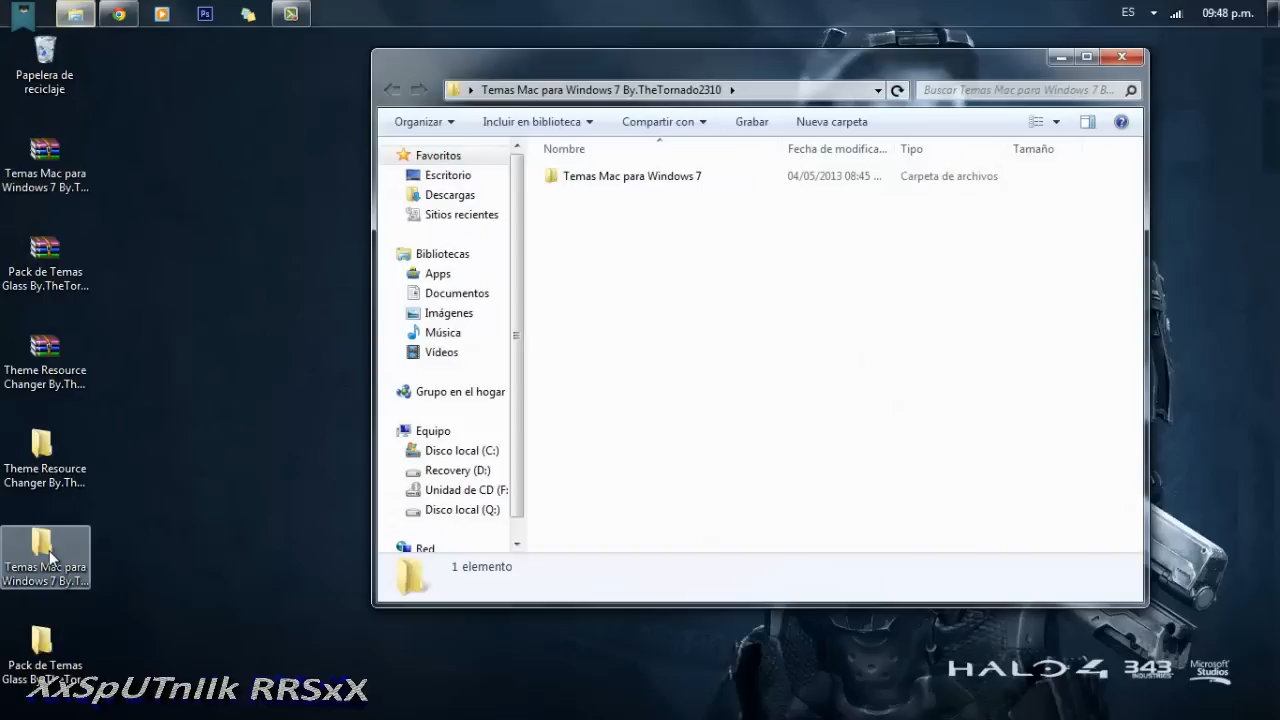 ES 09:48 p.m.
Papelera de
reciclaje
Temas Mac para
Windows 7 By.T...
Pack de Temas
Glass By.TheTor...
Theme Resource
Changer By.Th...
Theme Resource
Changer By.Th...
Temas Mac para
Windows 7 By.T...
Pack de Temas
Glass By.TheTor...
XxSpUTnIIk RRSxX
Temas Mac para Windows 7 By.TheTornado2310
Buscar Temas Mac para Windows 7 B...
Organizar Incluir en biblioteca Compartir con Grabar Nueva carpeta
Favoritos
Escritorio
Descargas
Sitios recientes
Bibliotecas
Apps
Documentos
Imágenes
Música
Vídeos
Grupo en el hogar
Equipo
Disco local (C:)
Recovery (D:)
Unidad de CD (F:
Disco local (Q:)
Red
Nombre Fecha de modifica... Tipo Tamaño
Temas Mac para Windows 7 04/05/2013 08:45 ... Carpeta de archivos
1 elemento
HALO 4 343 INDUSTRIES Microsoft Studios